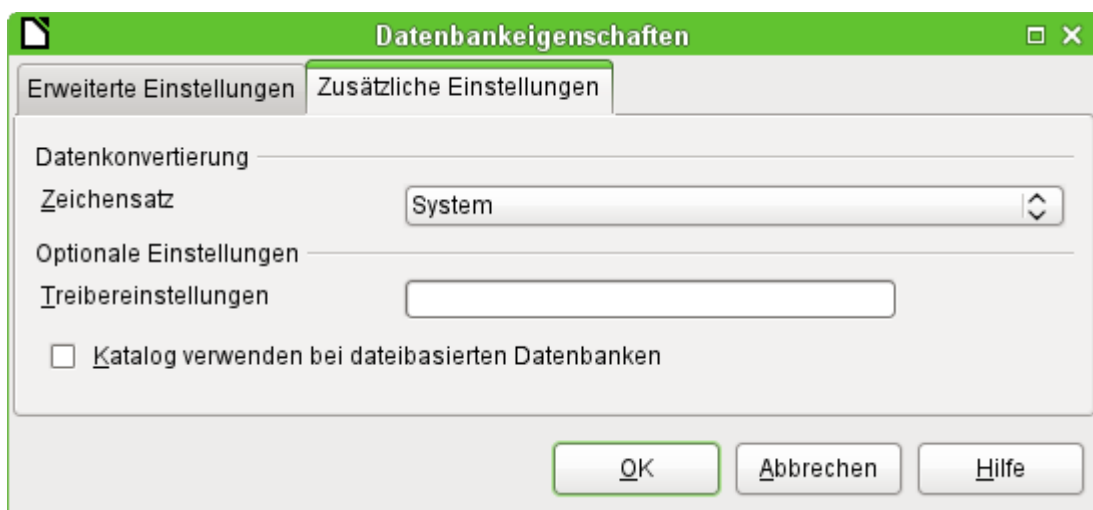 Datenbankeigenschaften
Erweiterte Einstellungen Zusätzliche Einstellungen
Datenkonvertierung
Zeichensatz System
Optionale Einstellungen
Treibereinstellungen
Katalog verwenden bei dateibasierten Datenbanken
OK Abbrechen Hilfe